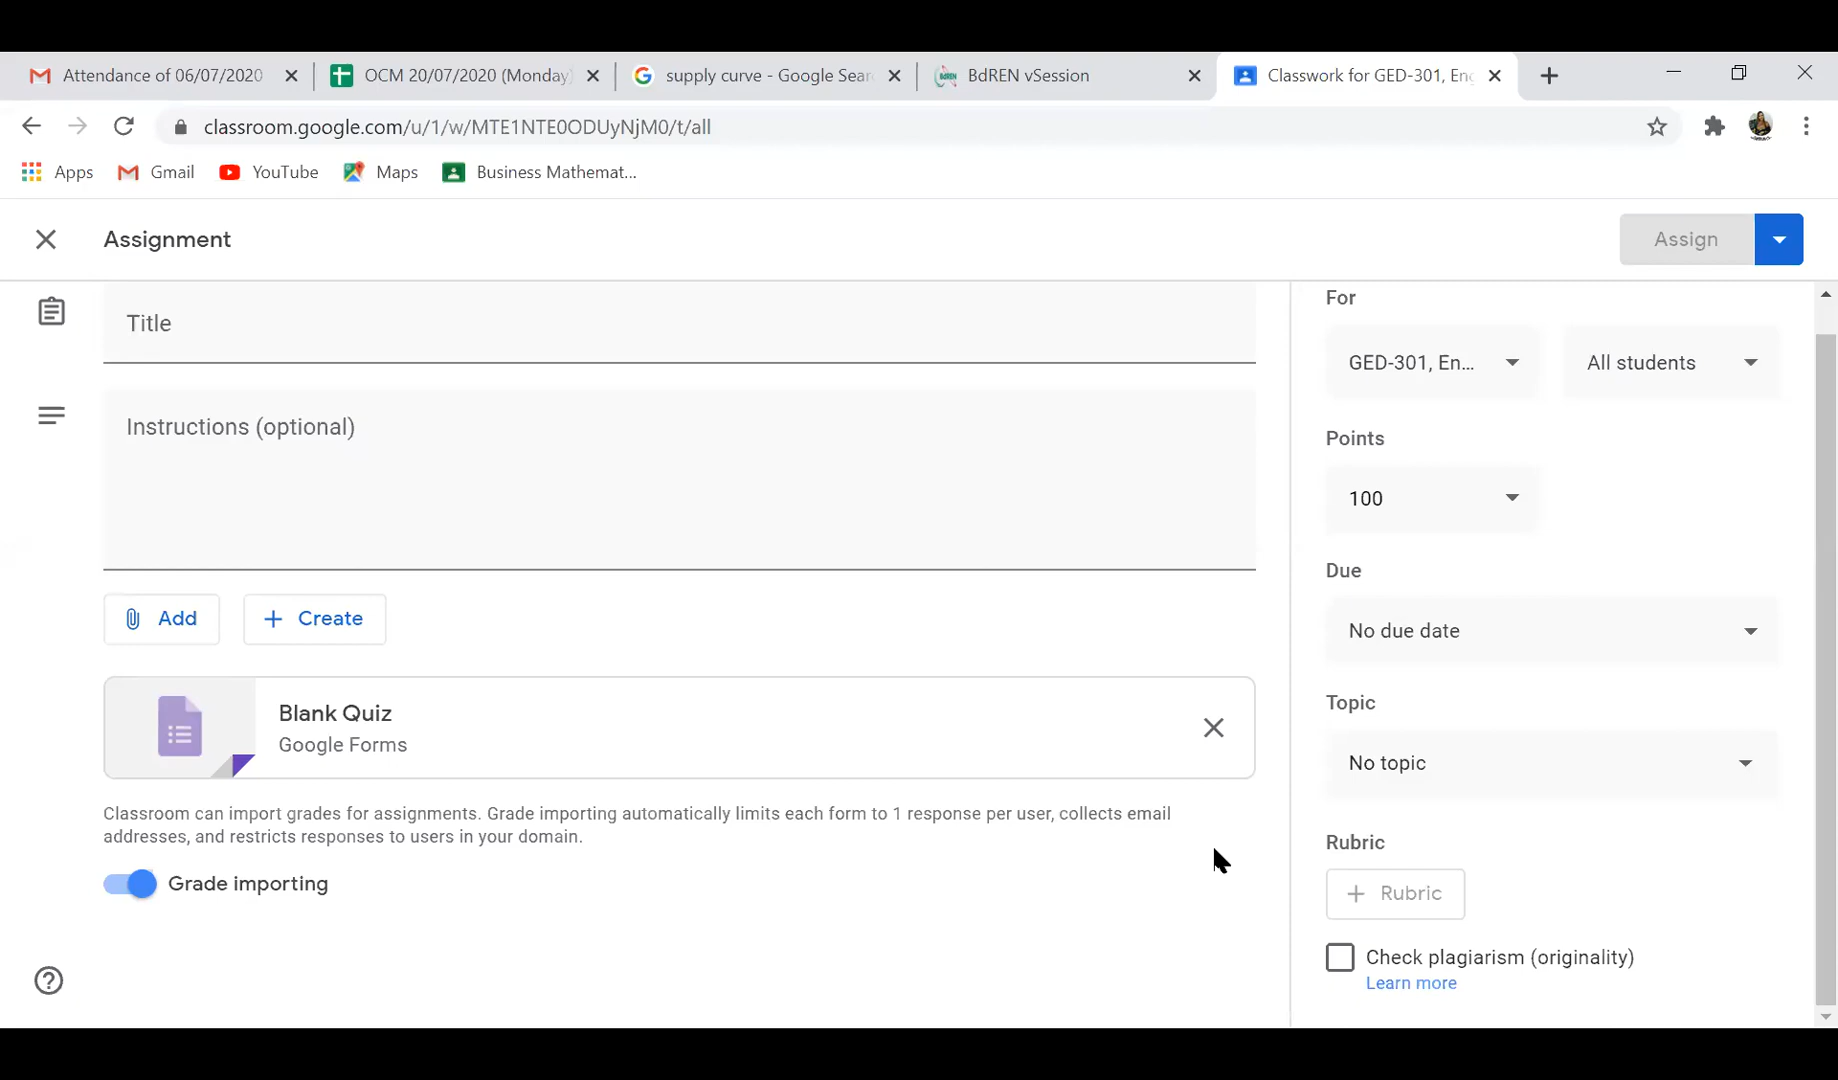 Attendance of 06/07/2020
OCM 20/07/2020 (Monday)
supply curve - Google Sear
BdREN vSession
Classwork for GED-301, Eng
classroom.google.com/u/1/w/MTE1NTE0ODUyNjM0/t/all
Apps
Gmail
YouTube
Maps
Business Mathemat...
Assignment
Assign
Title
Instructions (optional)
Add
Create
Blank Quiz
Google Forms
Classroom can import grades for assignments. Grade importing automatically limits each form to 1 response per user, collects email
addresses, and restricts responses to users in your domain.
Grade importing
For
GED-301, En...
All students
Points
100
Due
No due date
Topic
No topic
Rubric
Rubric
Check plagiarism (originality)
Learn more